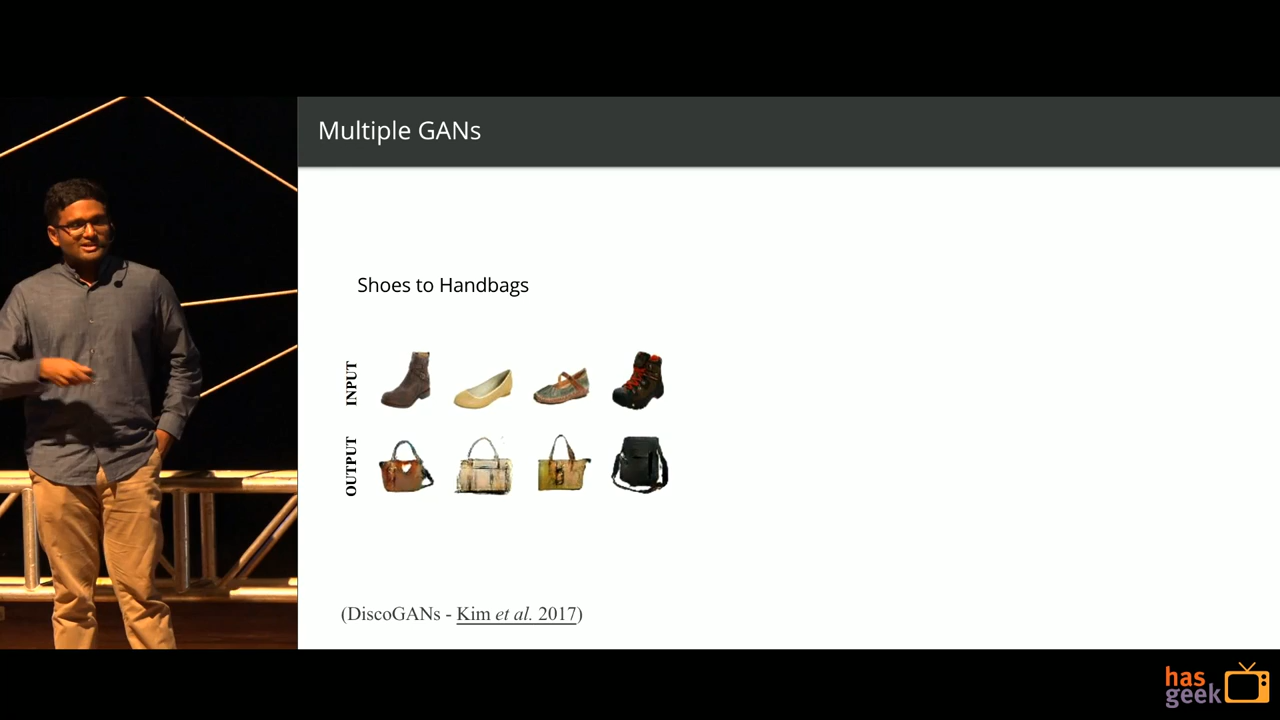 Multiple GANs
Shoes to Handbags
INPUT
OUTPUT
(DiscoGANs - Kim et al. 2017)
has
geek